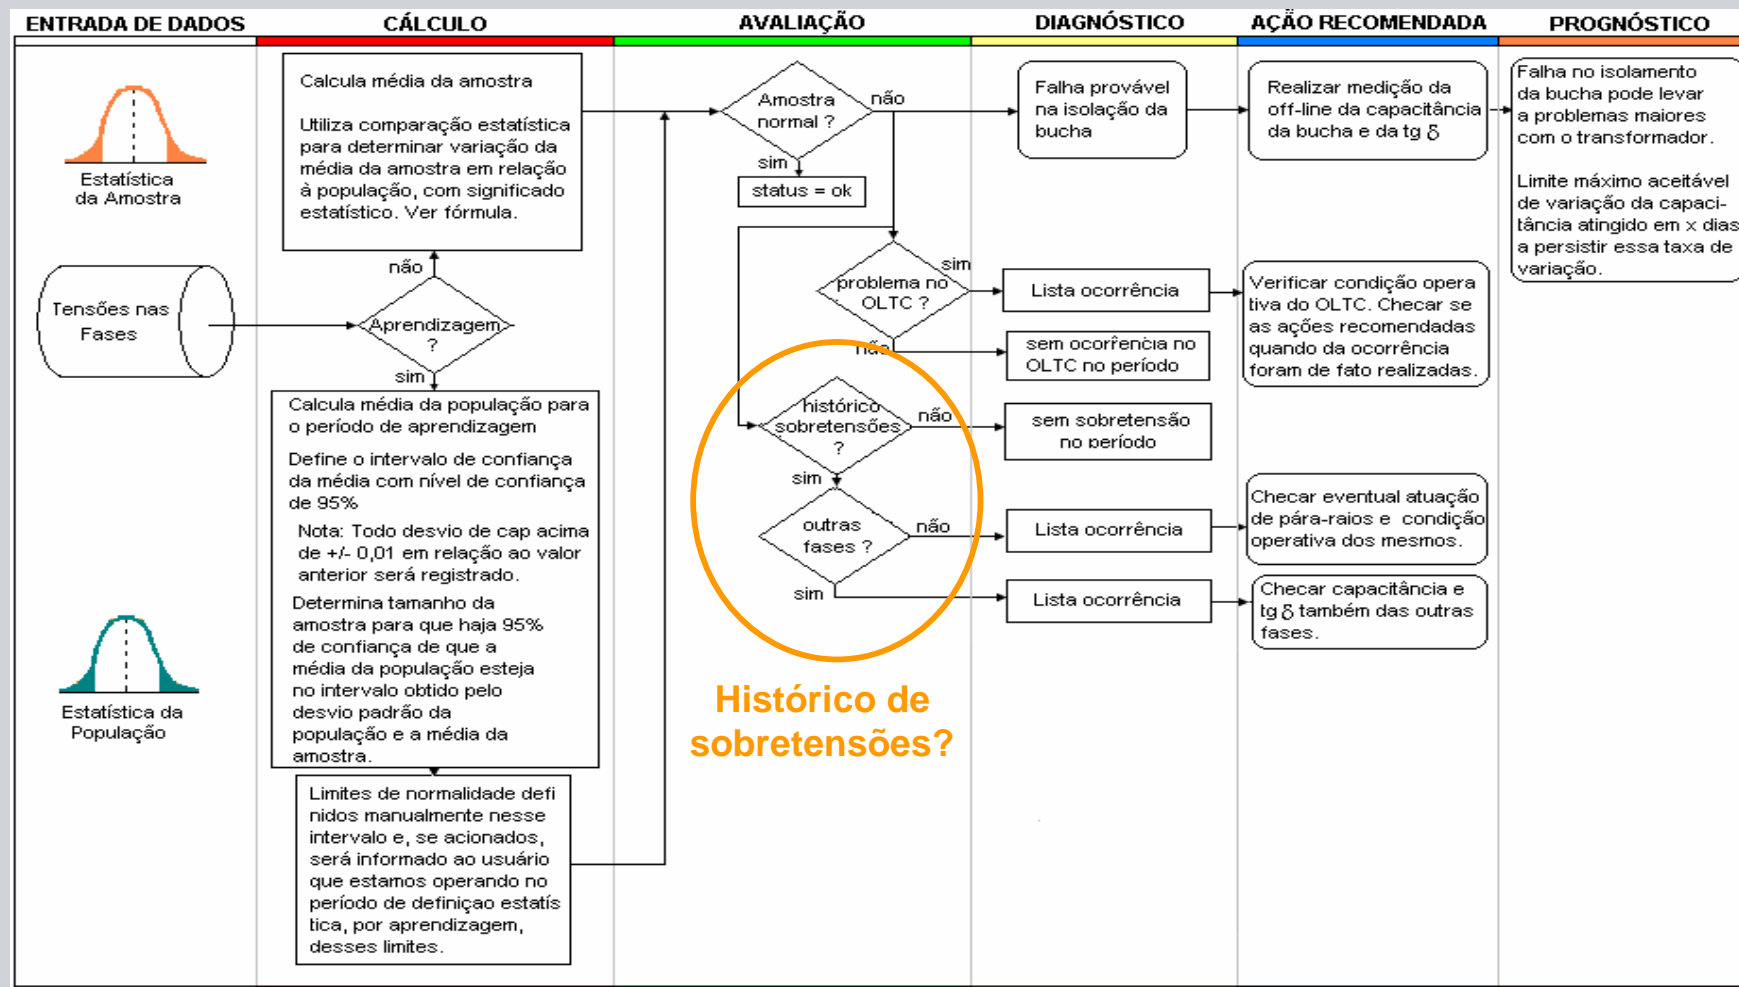 ENTRADA DE DADOS
CÁLCULO
AVALIAÇÃO
DIAGNÓSTICO
AÇÃO RECOMENDADA
PROGNÓSTICO
Estatística
da Amostra
Tensões nas
Fases
Estatística da
População
Calcula média da amostra
Utiliza comparação estatística
para determinar variação da
média da amostra em relação
à população, com significado
estatístico. Ver fórmula.
não
Aprendizagem
?
sim
Calcula média da população para
o período de aprendizagem
Define o intervalo de confiança
da média com nível de confiança
de 95%
Nota: Todo desvio de cap acima
de +/- 0,01 em relação ao valor
anterior será registrado.
Determina tamanho da
amostra para que haja 95%
de confiança de que a
média da população esteja
no intervalo obtido pelo
desvio padrão da
população e a média da
amostra.
Limites de normalidade defi
nidos manualmente nesse
intervalo e, se acionados,
será informado ao usuário
que estamos operando no
período de definiçao estatís
tica, por aprendizagem,
desses limites.
Amostra
normal ?
não
sim
status = ok
problema no
OLTC ?
sim
não
histórico
sobretensões
?
não
sim
outras
fases ?
não
sim
Histórico de
sobretensões?
Falha provável
na isolação da
bucha
Lista ocorrência
sem ocorrencia no
OLTC no período
sem sobretensão
no período
Lista ocorrência
Lista ocorrência
Realizar medição da
off-line da capacitância
da bucha e da tg δ
Verificar condição opera
tiva do OLTC. Checar se
as ações recomendadas
quando da ocorrência
foram de fato realizadas.
Checar eventual atuação
de pára-raios e condição
operativa dos mesmos.
Checar capacitância e
tg δ também das outras
fases.
Falha no isolamento
da bucha pode levar
a problemas maiores
com o transformador.
Limite máximo aceitável
de variação da capaci-
tância atingido em x dias
a persistir essa taxa de
variação.